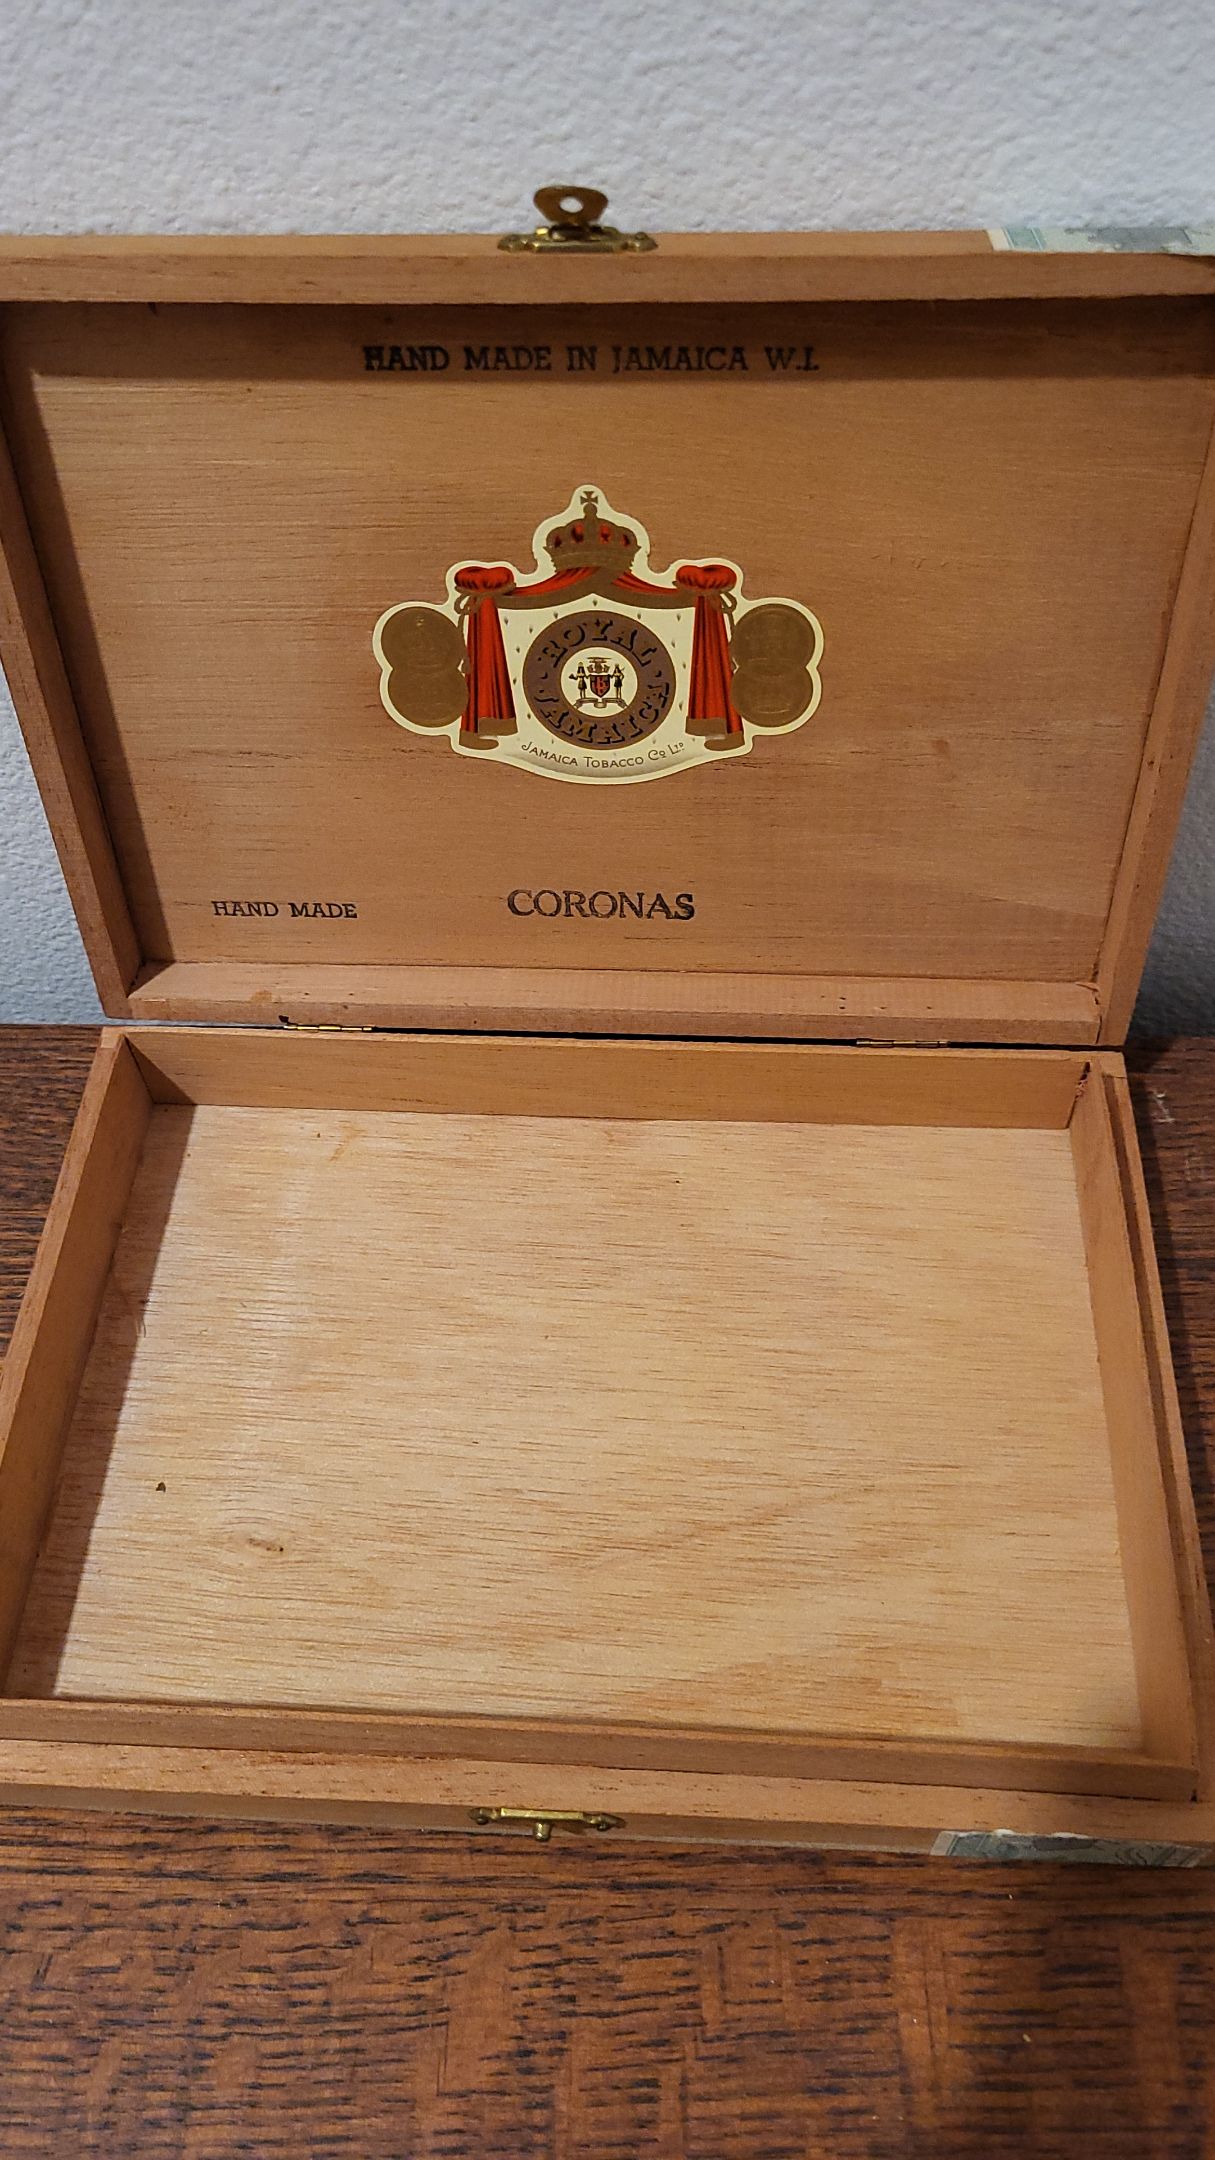 HAND MADE IN JAMAICA W.I.
ROYAL
JAMAICA
JAMAICA TOBACCO Co LTD
HAND MADE
CORONAS